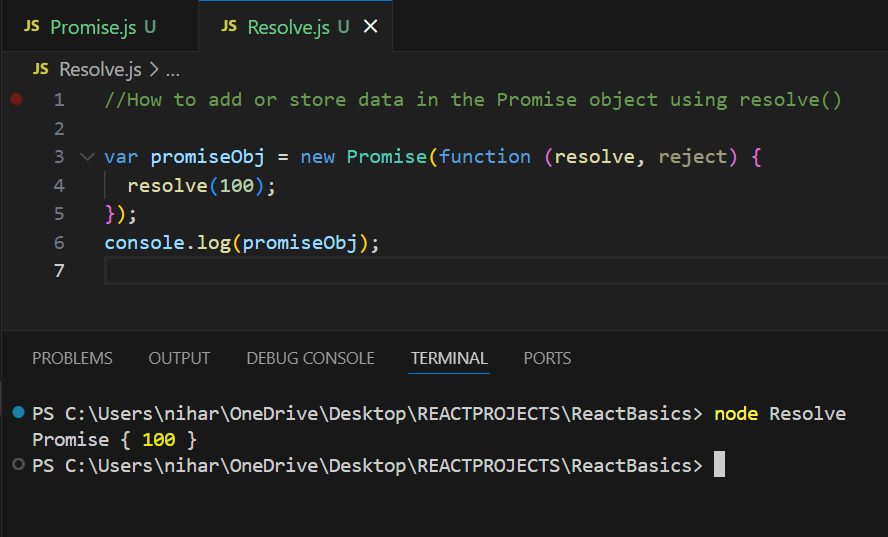 JS Promise.js U JS Resolve.js U ×
JS Resolve.js > ...
1 //How to add or store data in the Promise object using resolve()
2
3 var promiseObj = new Promise(function (resolve, reject) {
4 resolve(100);
5 });
6 console.log(promiseObj);
7
PROBLEMS OUTPUT DEBUG CONSOLE TERMINAL PORTS
PS C:\Users\nihar\OneDrive\Desktop\REACTPROJECTS\ReactBasics> node Resolve
Promise { 100 }
PS C:\Users\nihar\OneDrive\Desktop\REACTPROJECTS\ReactBasics>